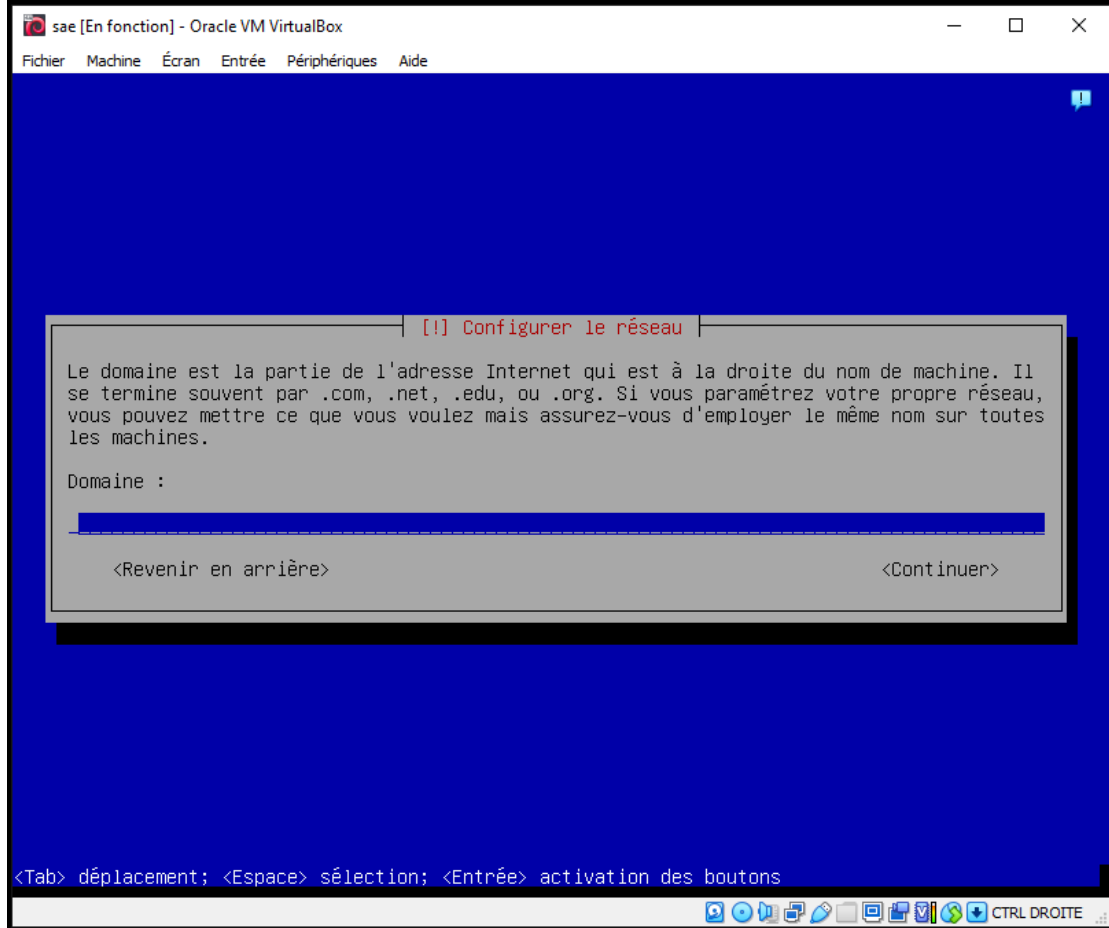 sae [En fonction] - Oracle VM VirtualBox
Fichier Machine Écran Entrée Périphériques Aide
[!] Configurer le réseau
Le domaine est la partie de l'adresse Internet qui est à la droite du nom de machine. Il
se termine souvent par .com, .net, .edu, ou .org. Si vous paramétrez votre propre réseau,
vous pouvez mettre ce que vous voulez mais assurez-vous d'employer le même nom sur toutes
les machines.
Domaine :
<Revenir en arrière> <Continuer>
<Tab> déplacement; <Espace> sélection; <Entrée> activation des boutons
CTRL DROITE